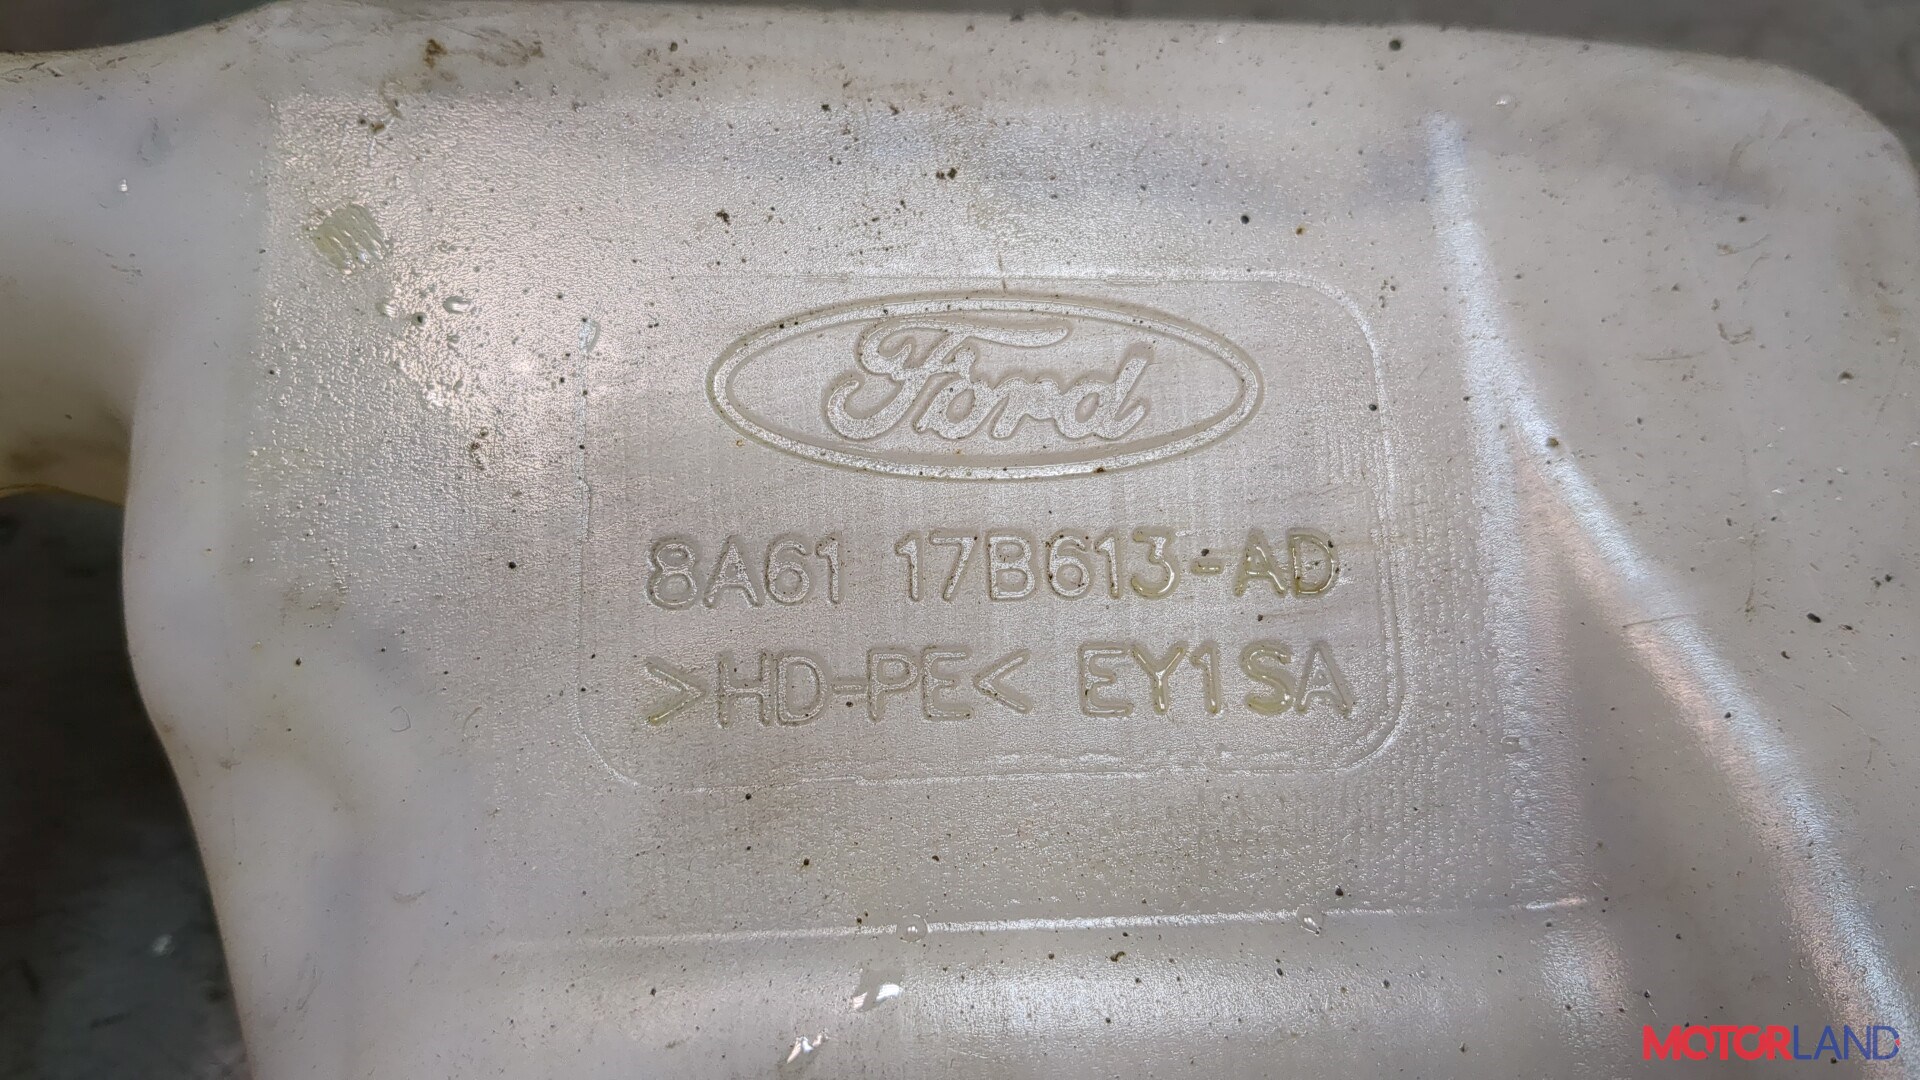 Ford
8A61 17B613-AD
>HD-PE< EY1SA
MOTORLAND